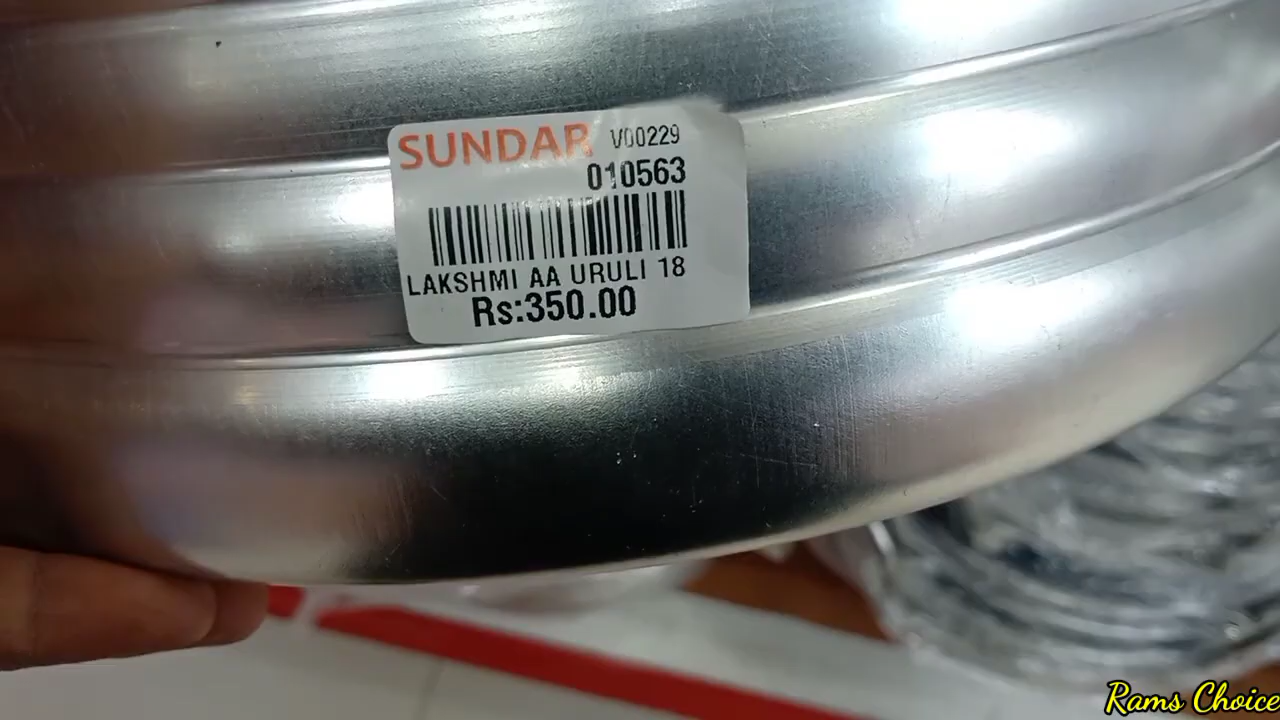 SUNDAR V00229
010563
LAKSHMI AA URULI 18
Rs:350.00
Rams Choice